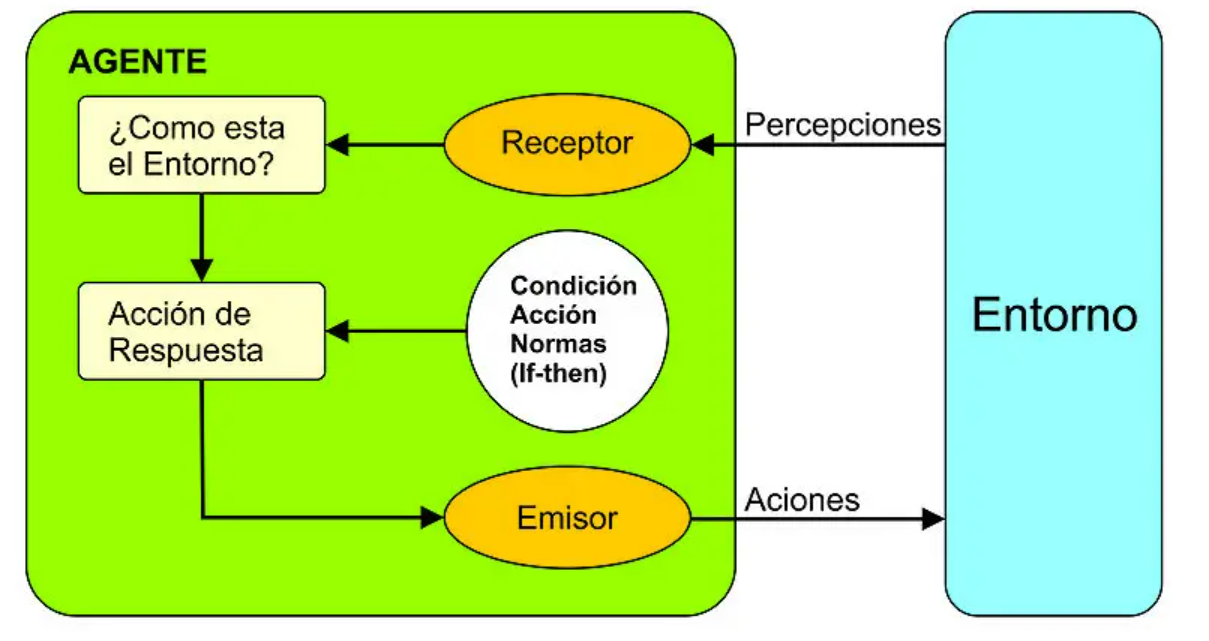 AGENTE
¿Como esta
el Entorno?
Receptor
Percepciones
Acción de
Respuesta
Condición
Acción
Normas
(If-then)
Entorno
Emisor
Aciones